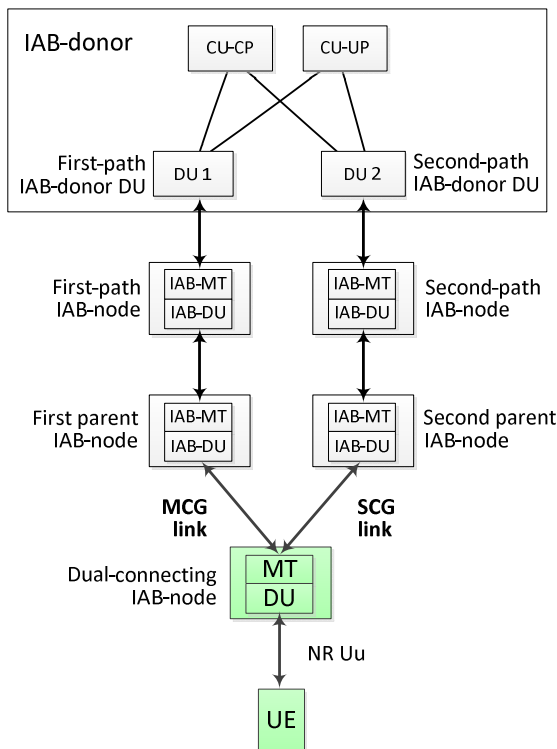 IAB-donor
CU-CP
CU-UP
First-path
IAB-donor DU
DU 1
DU 2
Second-path
IAB-donor DU
First-path
IAB-node
IAB-MT
IAB-DU
IAB-MT
IAB-DU
Second-path
IAB-node
First parent
IAB-node
IAB-MT
IAB-DU
IAB-MT
IAB-DU
Second parent
IAB-node
MCG
link
SCG
link
Dual-connecting
IAB-node
MT
DU
NR Uu
UE